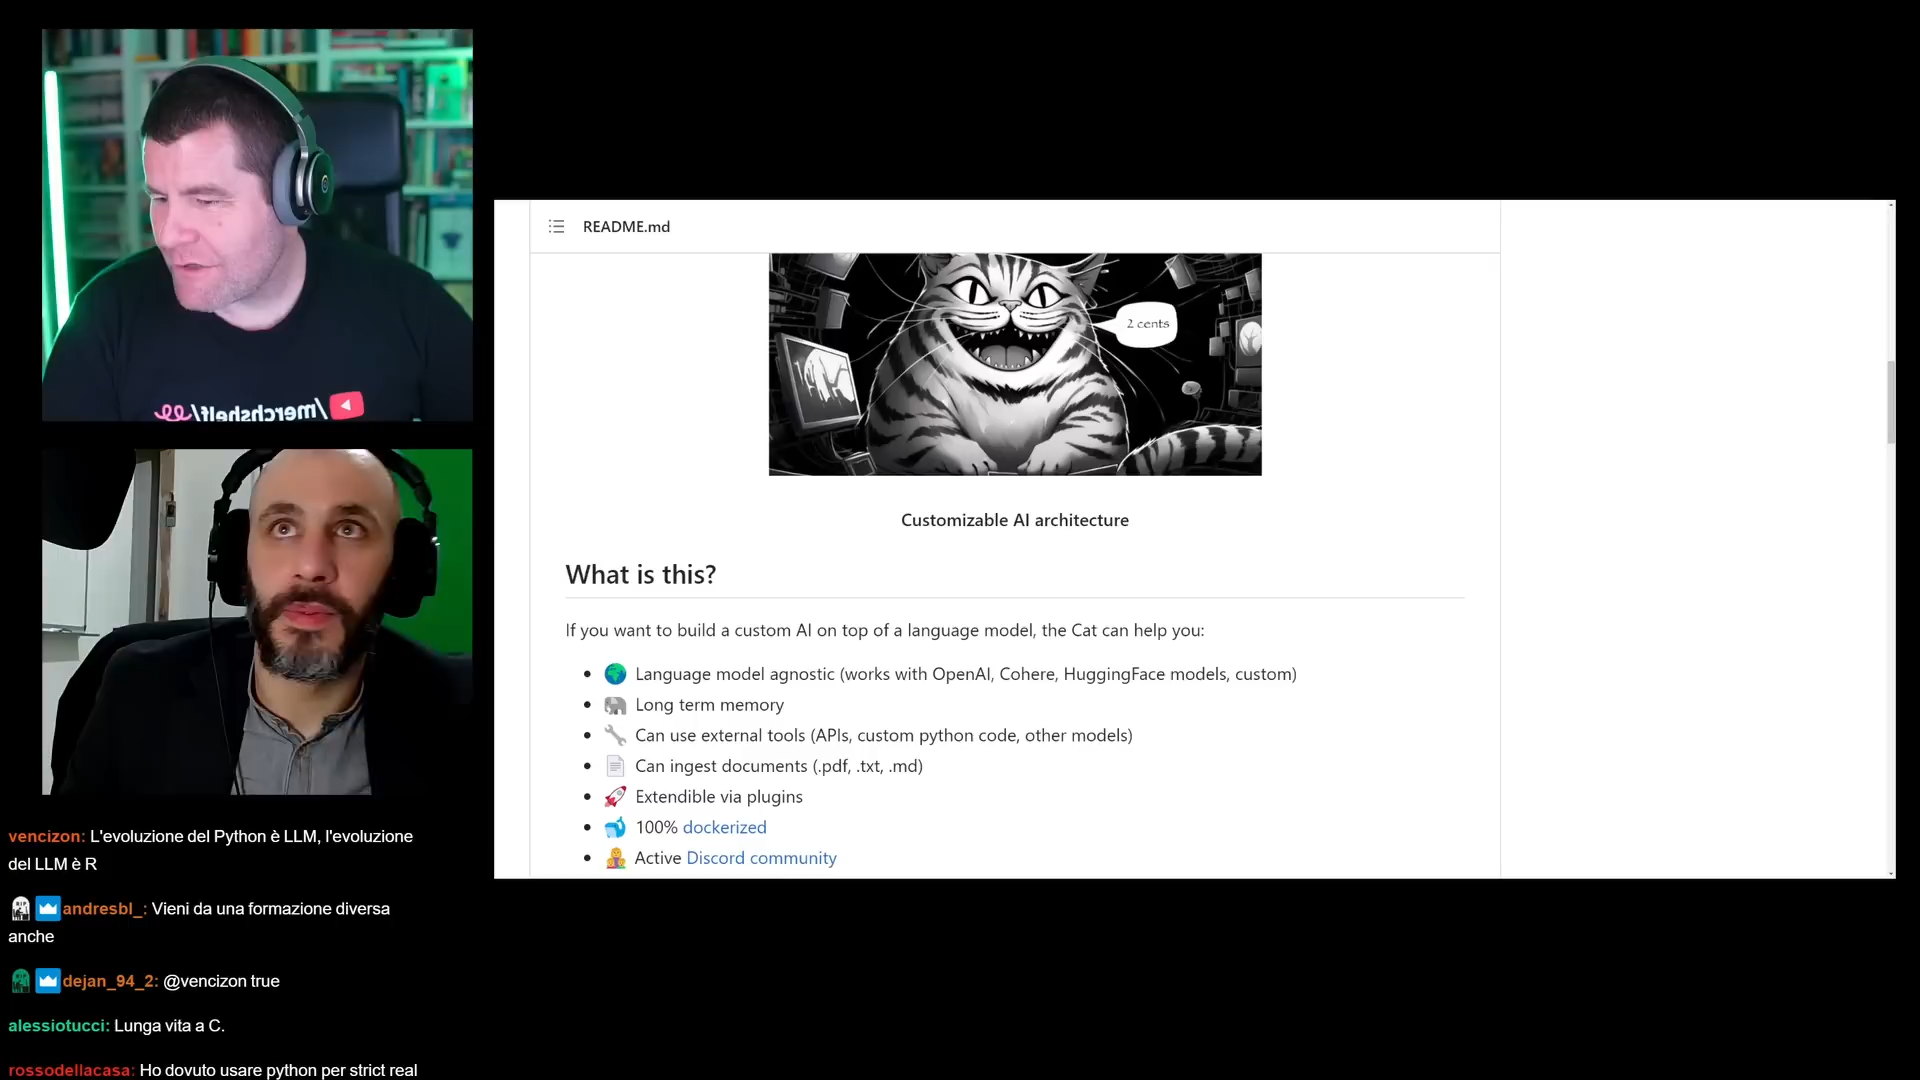 /merchshelf/
README.md
2 cents
Customizable AI architecture
What is this?
If you want to build a custom AI on top of a language model, the Cat can help you:
Language model agnostic (works with OpenAI, Cohere, HuggingFace models, custom)
Long term memory
Can use external tools (APIs, custom python code, other models)
Can ingest documents (.pdf, .txt, .md)
Extendible via plugins
100% dockerized
Active Discord community
vencizon: L'evoluzione del Python è LLM, l'evoluzione
del LLM è R
andresbl_: Vieni da una formazione diversa
anche
dejan_94_2: @vencizon true
alessiotucci: Lunga vita a C.
rossodellacasa: Ho dovuto usare python per strict real